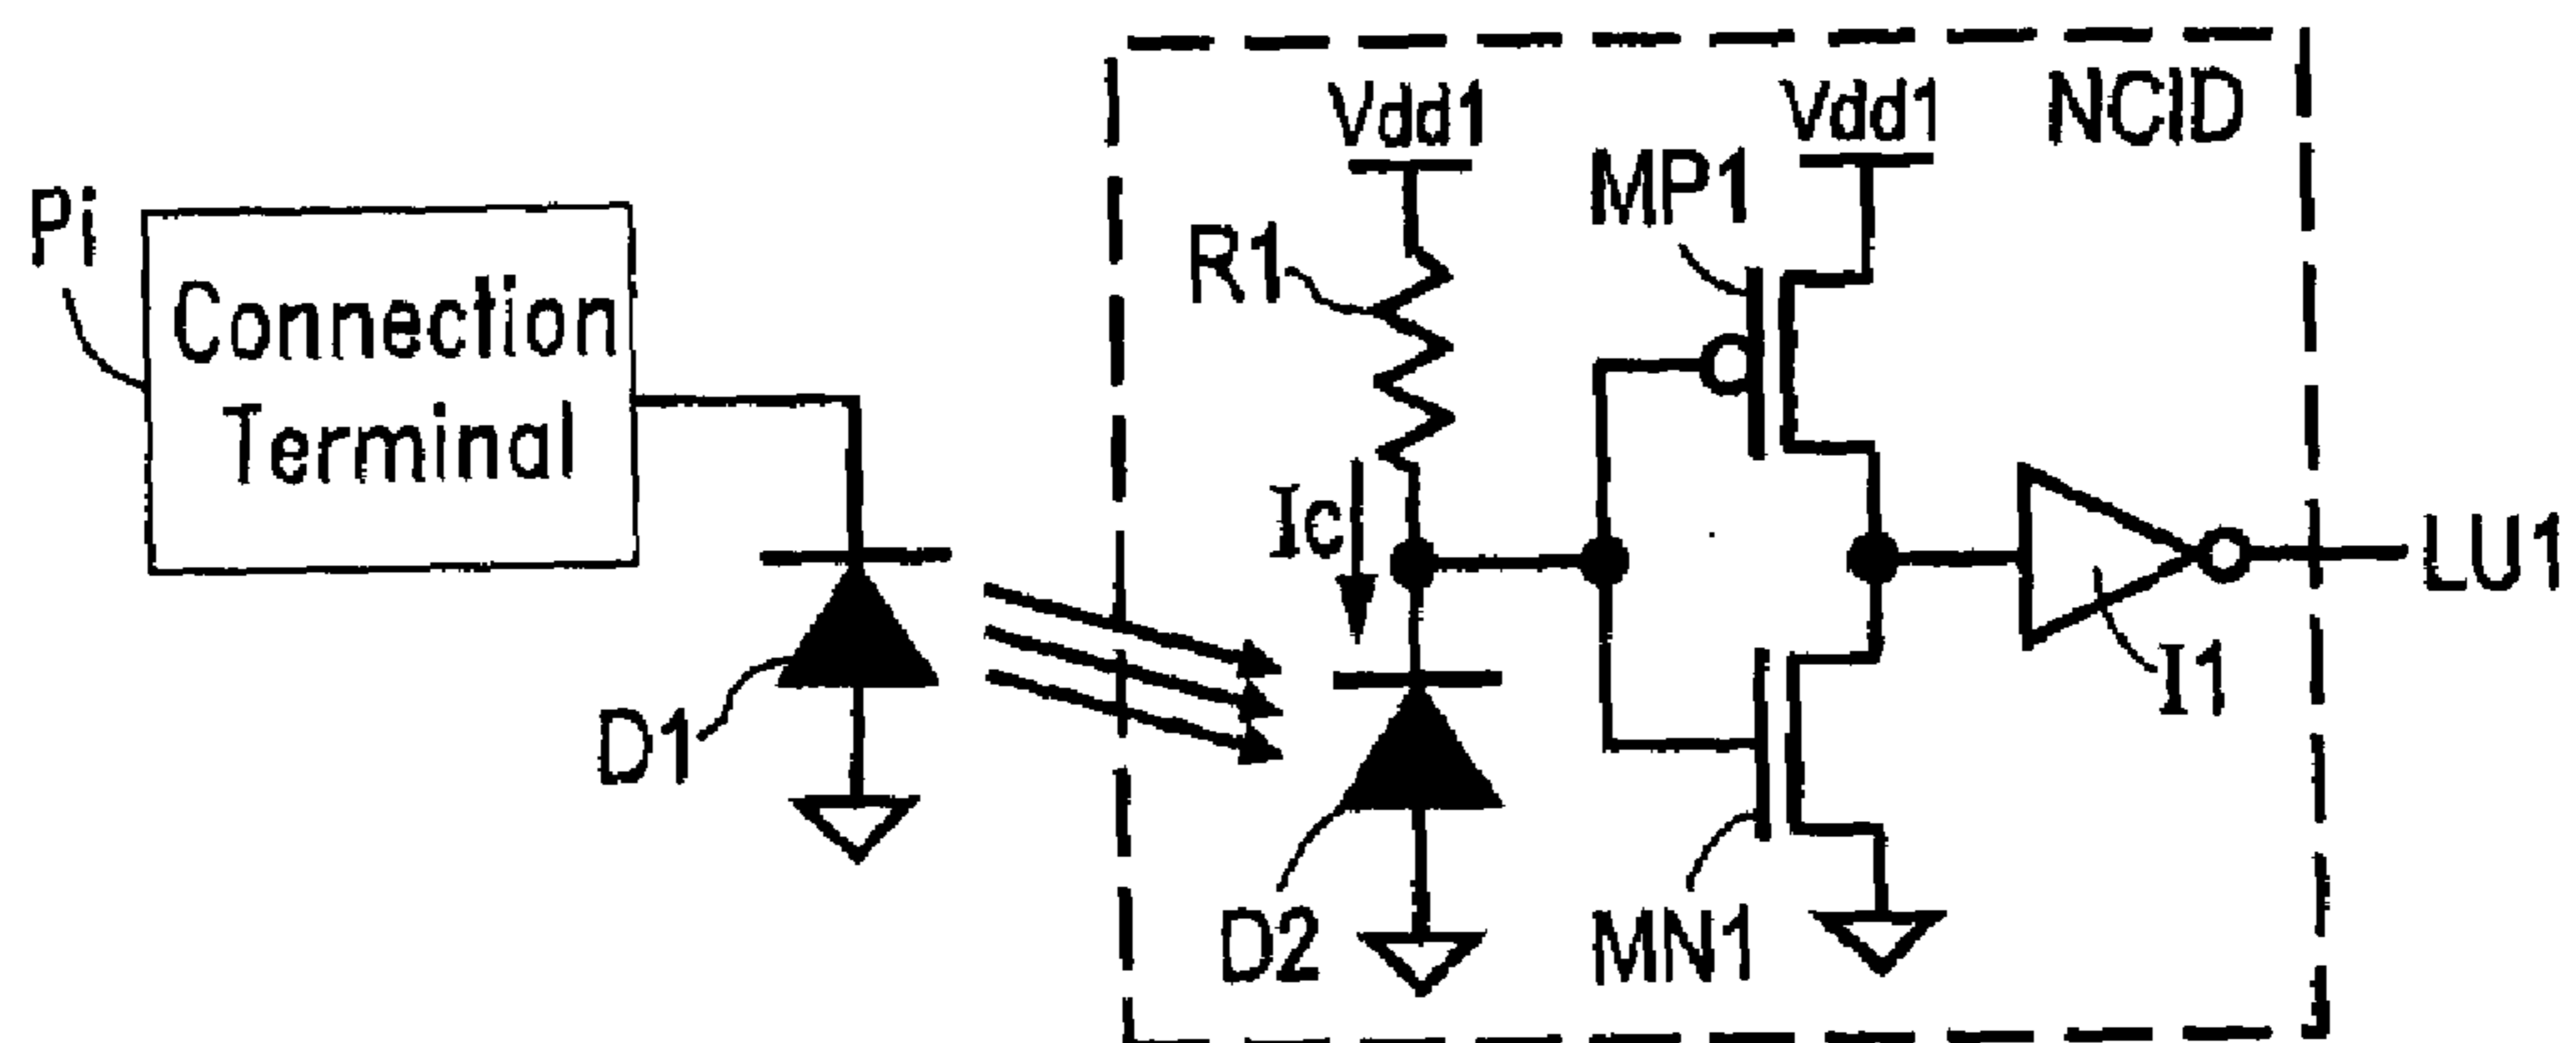 Pi
Connection
Terminal
D1
Vdd1
Vdd1
NCID
R1
MP1
Ic
D2
MN1
I1
LU1